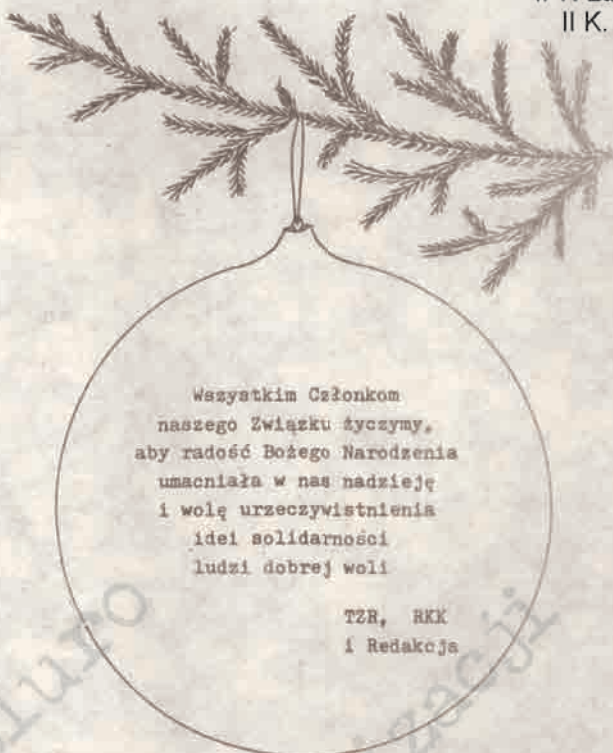 II K.
Wszystkim Członkom
naszego Związku życzymy,
aby radość Bożego Narodzenia
umacniała w nas nadzieję
i wolę urzeczywistnienia
idei solidarności
ludzi dobrej woli
TZR, RKK
i Redakcja